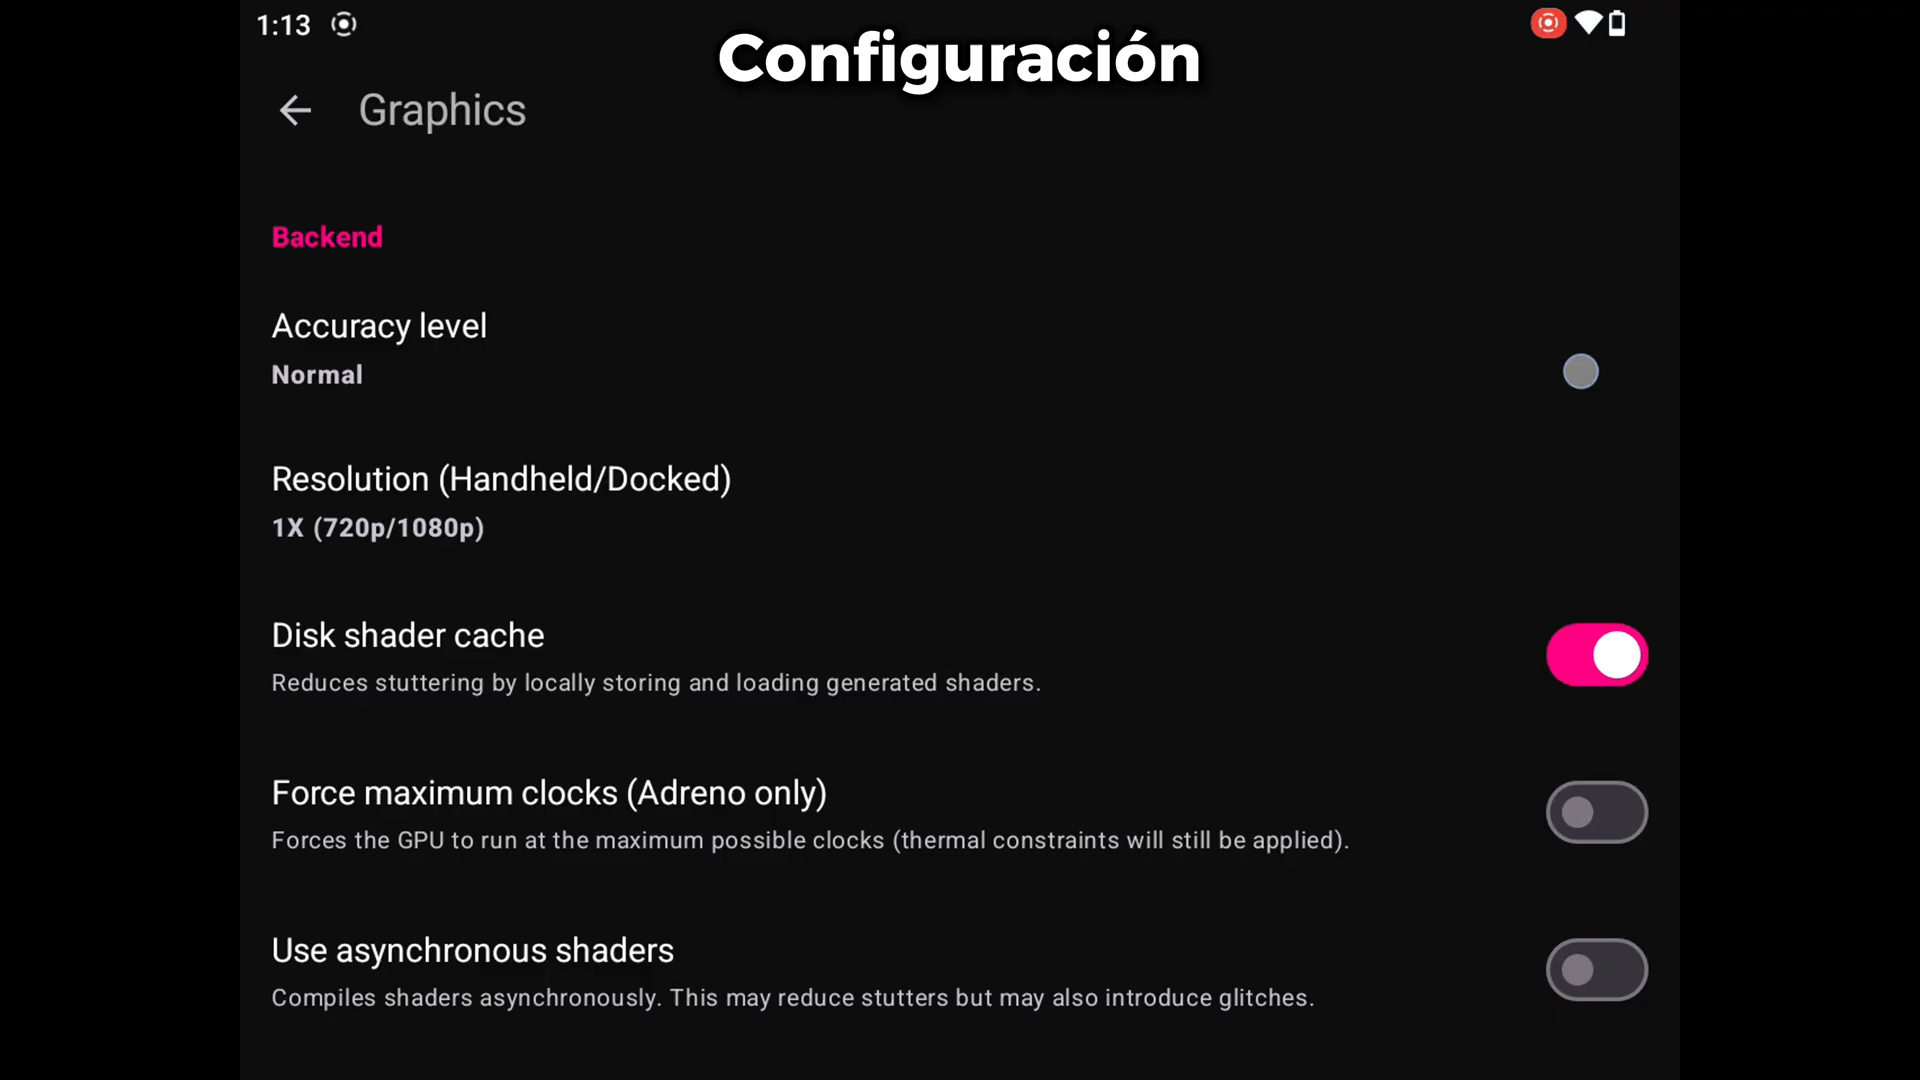 1:13
Configuración
Graphics
Backend
Accuracy level
Normal
Resolution (Handheld/Docked)
1X (720p/1080p)
Disk shader cache
Reduces stuttering by locally storing and loading generated shaders.
Force maximum clocks (Adreno only)
Forces the GPU to run at the maximum possible clocks (thermal constraints will still be applied).
Use asynchronous shaders
Compiles shaders asynchronously. This may reduce stutters but may also introduce glitches.